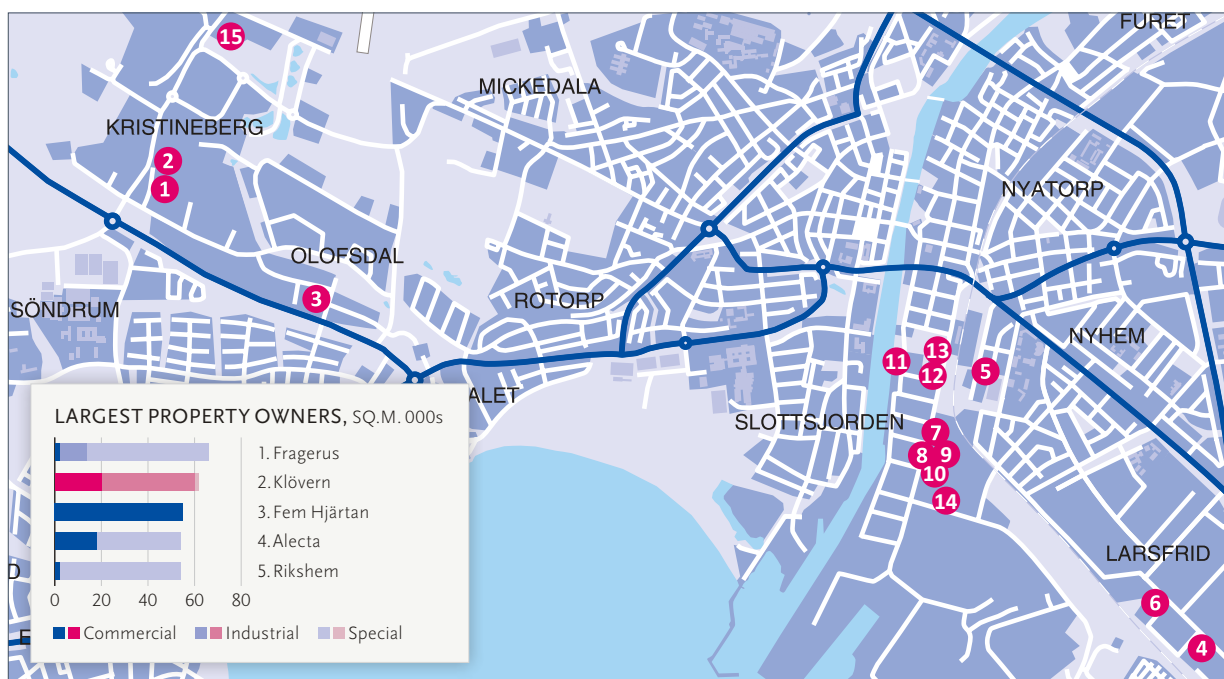 FURET
15
MICKEDALA
KRISTINEBERG
2
1
NYATORP
OLOFSDAL
3
ROTORP
SÖNDRUM
NYHEM
13
11
12
5
ALET
SLOTTSJORDEN
7
8 9
10
14
LARSFRID
6
4
D
E
LARGEST PROPERTY OWNERS, SQ.M. 000s
1. Fragerus
2. Klövern
3. Fem Hjärtan
4. Alecta
5. Rikshem
0 20 40 60 80
Commercial Industrial Special